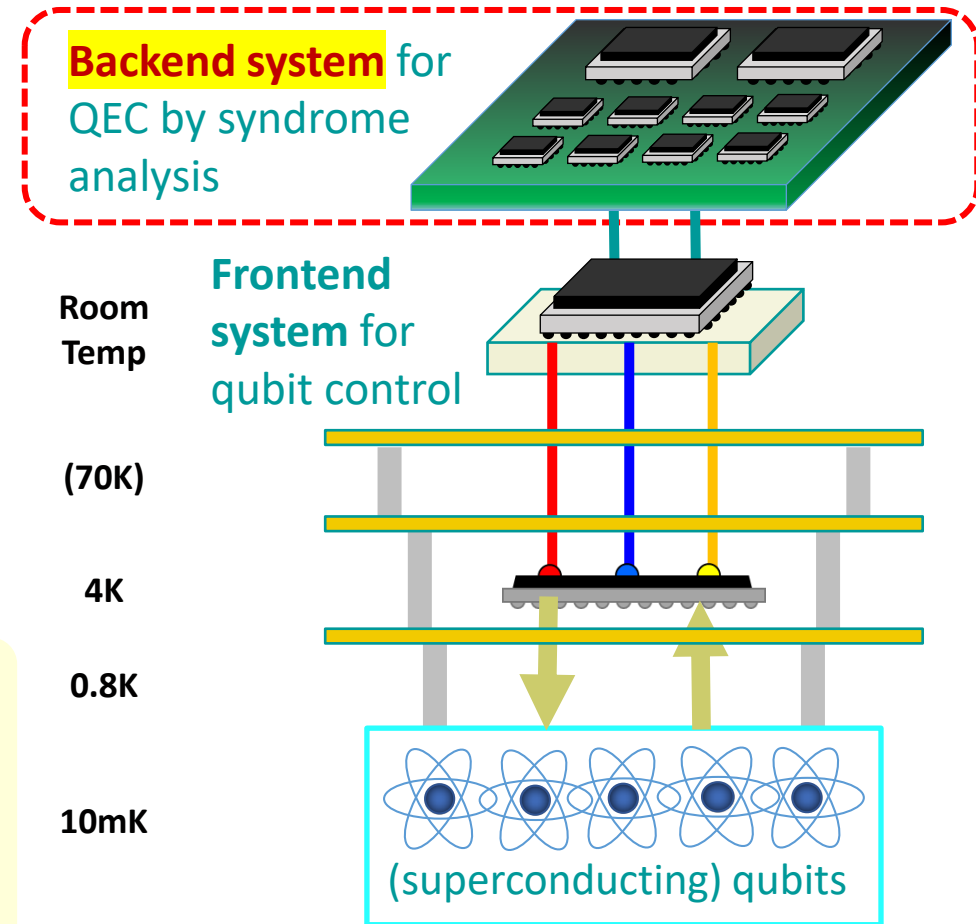 Backend system for
QEC by syndrome
analysis
Frontend
system for
qubit control
Room
Temp
(70K)
4K
0.8K
10mK
(superconducting) qubits